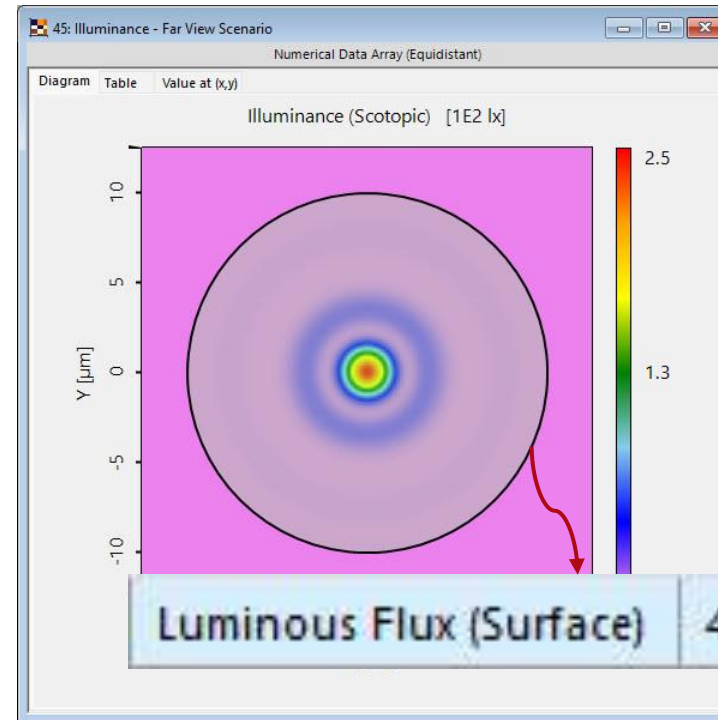 45: Illuminance - Far View Scenario
Numerical Data Array (Equidistant)
Diagram Table Value at (x,y)
Illuminance (Scotopic) [1E2 lx]
2.5
10
5
Y [µm]
0
1.3
-5
-10
Luminous Flux (Surface)